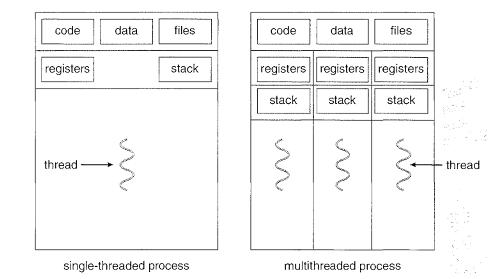 code data files code data files
registers stack registers registers registers
stack stack stack
thread thread
single-threaded process multithreaded process